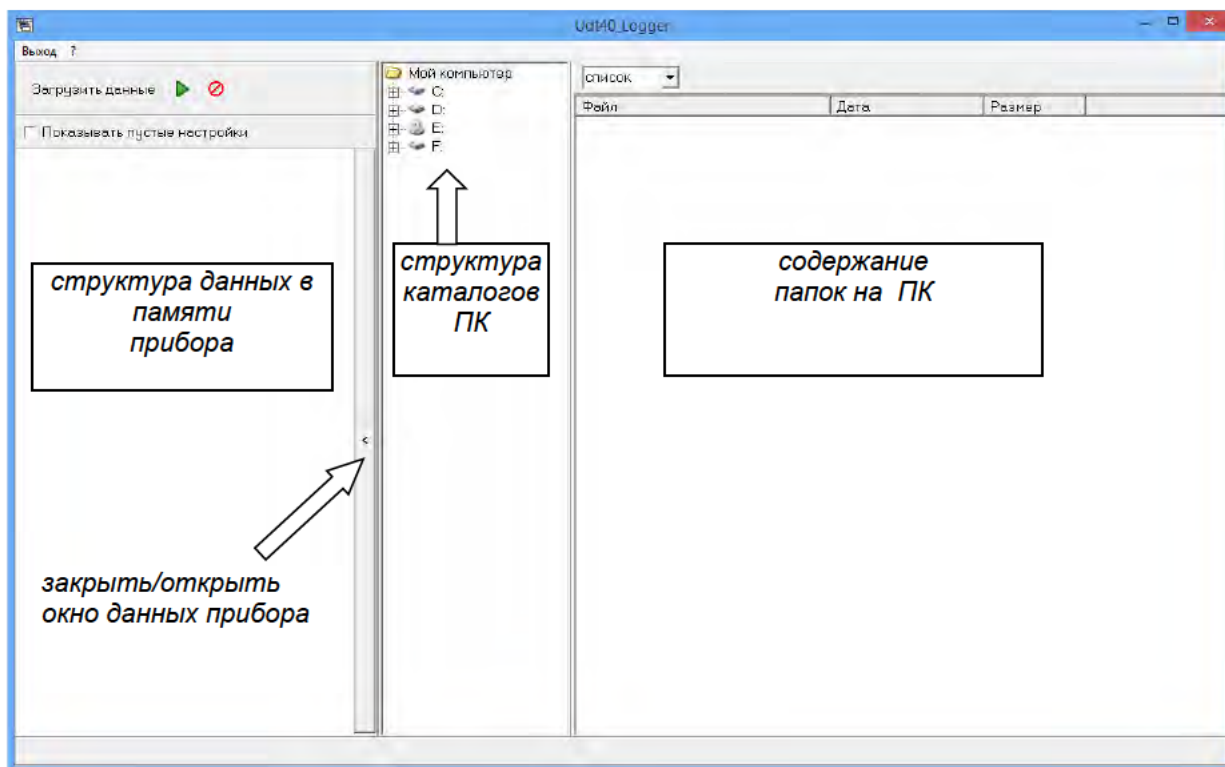 Udt40_Logger
Выход ?
Загрузить данные
Показывать пустые настройки
Мой компьютер
C:
D:
E:
F:
список
Файл Дата Размер
структура данных в
памяти
прибора
структура
каталогов
ПК
содержание
папок на ПК
<
закрыть/открыть
окно данных прибора